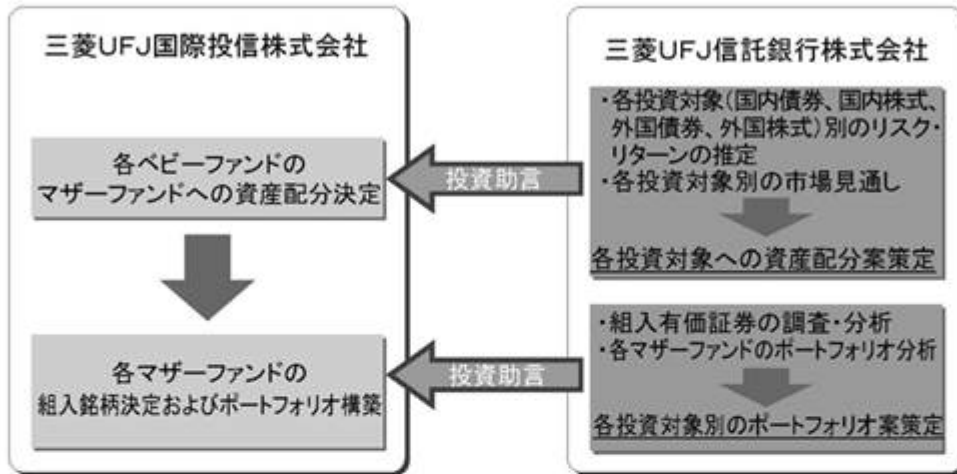 三菱UFJ国際投信株式会社
各ベビーファンドの
マザーファンドへの資産配分決定
各マザーファンドの
組入銘柄決定およびポートフォリオ構築
投資助言
投資助言
三菱UFJ信託銀行株式会社
・各投資対象(国内債券、国内株式、
外国債券、外国株式)別のリスク・
リターンの推定
・各投資対象別の市場見通し
各投資対象への資産配分案策定
・組入有価証券の調査・分析
・各マザーファンドのポートフォリオ分析
各投資対象別のポートフォリオ案策定